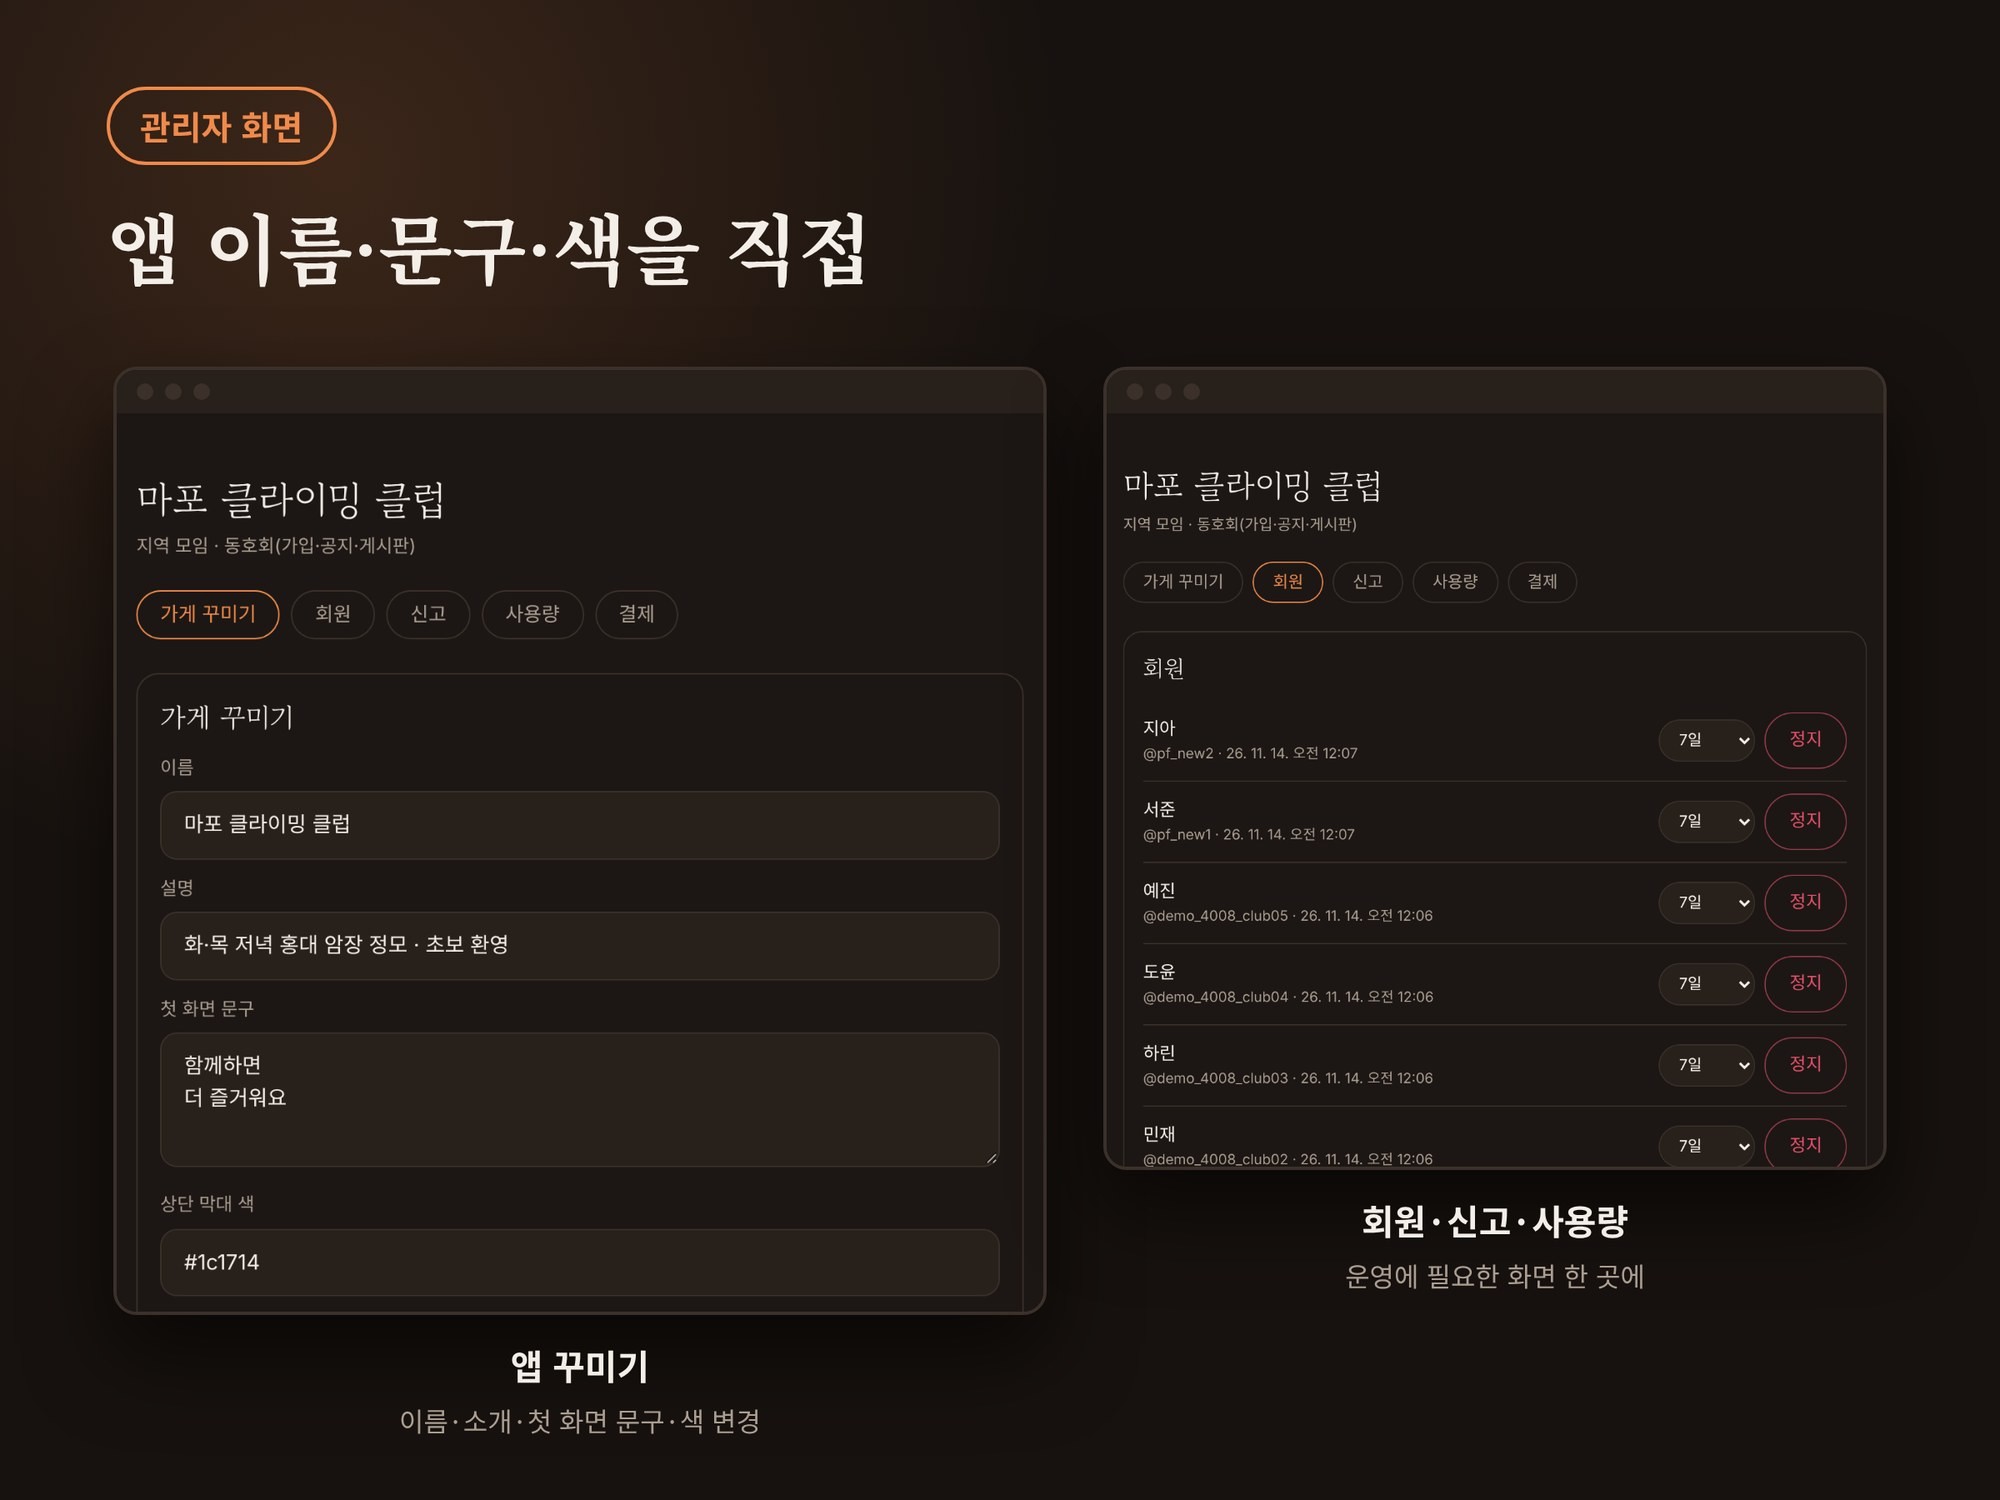 관리자 화면
앱 이름·문구·색을 직접
마포 클라이밍 클럽
지역 모임 · 동호회(가입·공지·게시판)
가게 꾸미기 회원 신고 사용량 결제
가게 꾸미기
이름
마포 클라이밍 클럽
설명
화·목 저녁 홍대 암장 정모 · 초보 환영
첫 화면 문구
함께하면
더 즐거워요
상단 막대 색
#1c1714
앱 꾸미기
이름·소개·첫 화면 문구·색 변경
마포 클라이밍 클럽
지역 모임 · 동호회(가입·공지·게시판)
가게 꾸미기 회원 신고 사용량 결제
회원
지아
@pf_new2 · 26. 11. 14. 오전 12:07
7일 정지
서준
@pf_new1 · 26. 11. 14. 오전 12:07
7일 정지
예진
@demo_4008_club05 · 26. 11. 14. 오전 12:06
7일 정지
도윤
@demo_4008_club04 · 26. 11. 14. 오전 12:06
7일 정지
하린
@demo_4008_club03 · 26. 11. 14. 오전 12:06
7일 정지
민재
@demo_4008_club02 · 26. 11. 14. 오전 12:06
7일 정지
회원·신고·사용량
운영에 필요한 화면 한 곳에